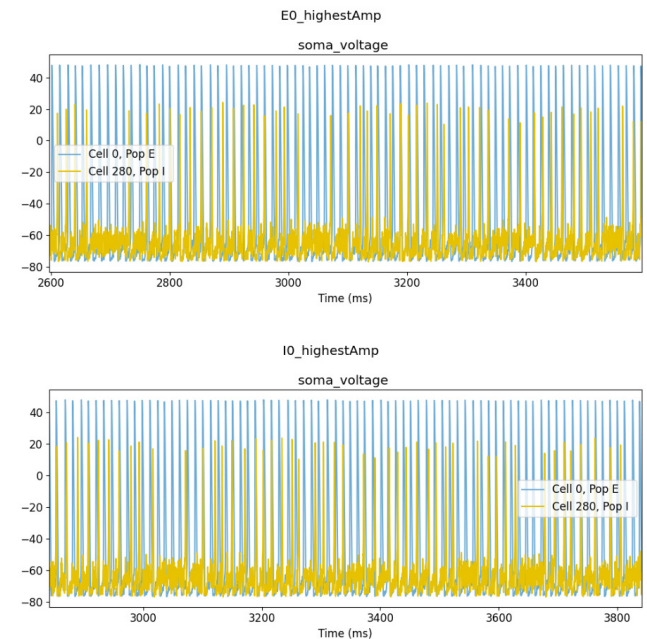 E0_highestAmp
soma_voltage
40
20
0
−20
−40
−60
−80
Cell 0, Pop E
Cell 280, Pop I
2600
2800
3000
3200
3400
Time (ms)
I0_highestAmp
soma_voltage
40
20
0
−20
−40
−60
−80
Cell 0, Pop E
Cell 280, Pop I
3000
3200
3400
3600
3800
Time (ms)